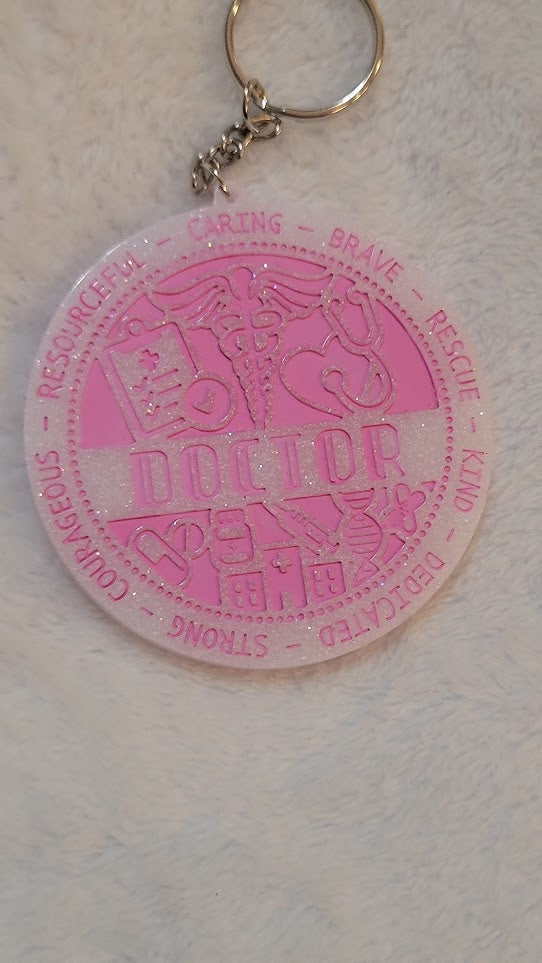 RESOURCEFUL – CARING – BRAVE – RESCUE – KIND – DEDICATED – STRONG – COURAGEOUS –
DOCTOR